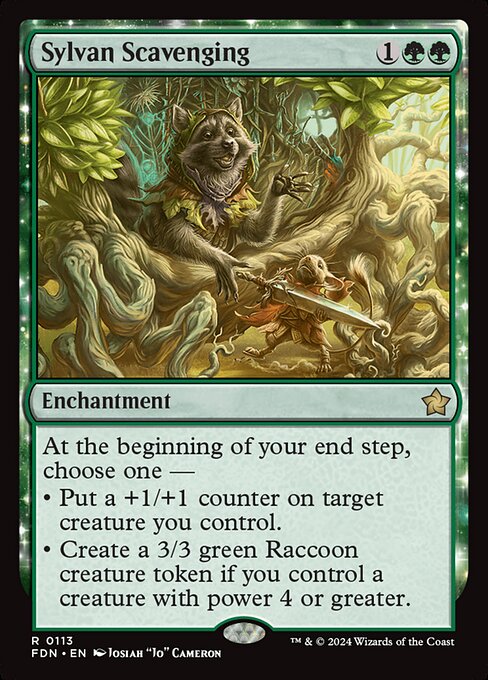 Sylvan Scavenging 1
Enchantment
At the beginning of your end step,
choose one —
• Put a +1/+1 counter on target
creature you control.
• Create a 3/3 green Raccoon
creature token if you control a
creature with power 4 or greater.
R 0113
FDN • EN Josiah "Jo" Cameron
™ & © 2024 Wizards of the Coast